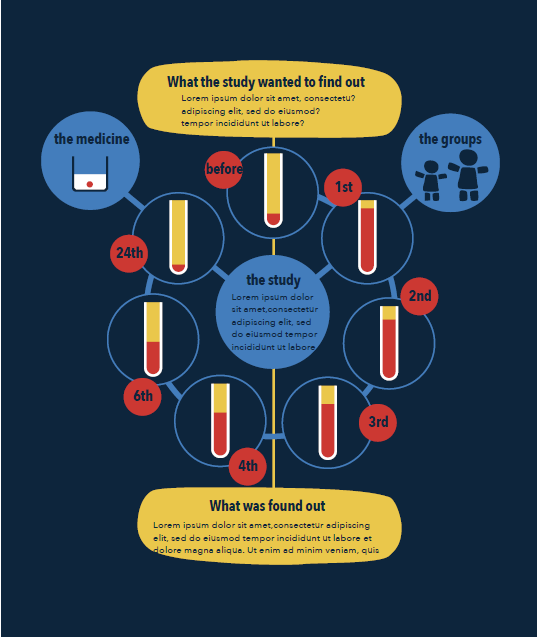 What the study wanted to find out
Lorem ipsum dolor sit amet, consectetu?
adipiscing elit, sed do eiusmod?
tempor incididunt ut labore?
the medicine
the groups
before
1st
24th
the study
Lorem ipsum dolor
sit amet,consectetur
adipiscing elit, sed
do eiusmod tempor
incididunt ut labore
2nd
6th
3rd
4th
What was found out
Lorem ipsum dolor sit amet,consectetur adipiscing
elit, sed do eiusmod tempor incididunt ut labore et
dolore magna aliqua. Ut enim ad minim veniam, quis